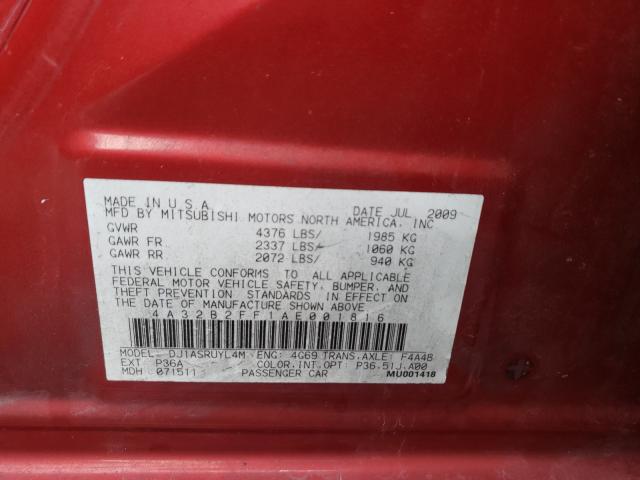 MADE IN U.S.A. DATE JUL 2009
MFD BY MITSUBISHI MOTORS NORTH AMERICA, INC
GVWR 4376 LBS/ 1985 KG
GAWR FR 2337 LBS/ 1060 KG
GAWR RR 2072 LBS/ 940 KG
THIS VEHICLE CONFORMS TO ALL APPLICABLE
FEDERAL MOTOR VEHICLE SAFETY, BUMPER, AND
THEFT PREVENTION STANDARDS IN EFFECT ON
THE DATE OF MANUFACTURE SHOWN ABOVE
4A32B2FF1AE001816
MODEL: DJ1ASRUYL4M ENG: 4G69 TRANS.AXLE: F4A4B
EXT P36A COLOR.INT.OPT: P36.51J.A00
MDH 071511 PASSENGER CAR MU001418